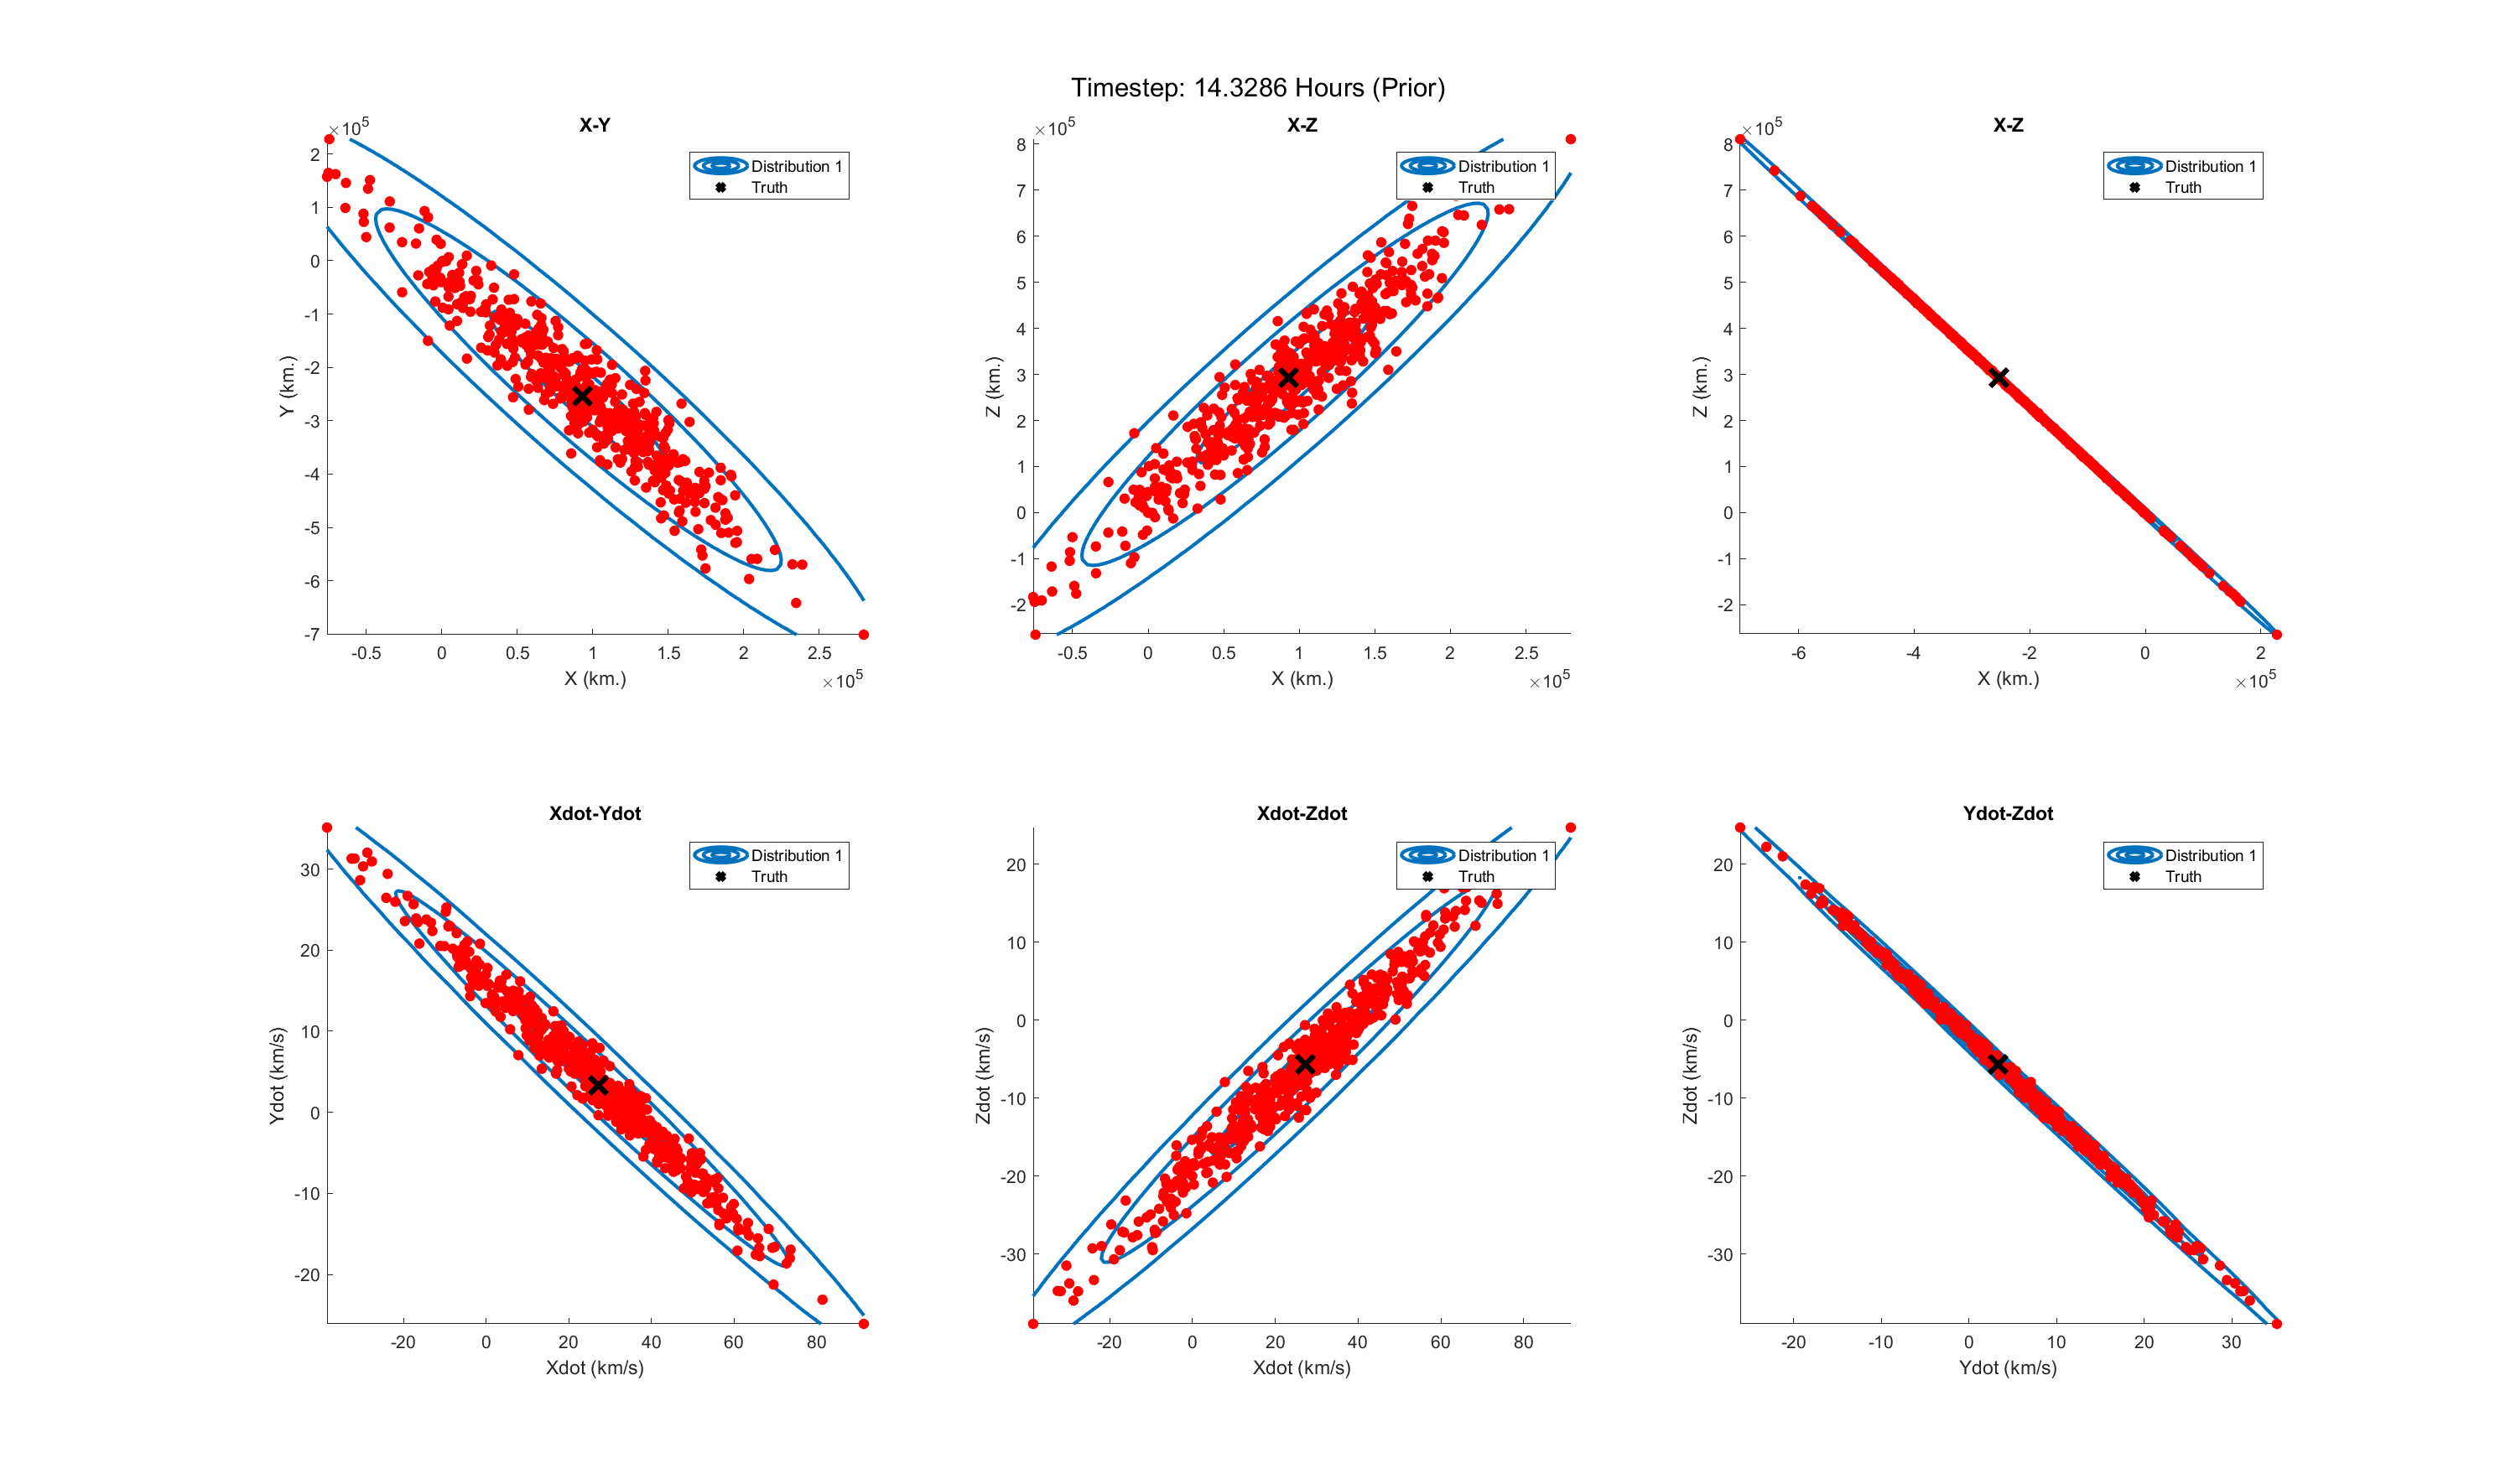 Timestep: 14.3286 Hours (Prior)
X-Y
×10^5
2
1
0
-1
-2
-3
-4
-5
-6
-7
Y (km.)
-0.5 0 0.5 1 1.5 2 2.5
X (km.)
×10^5
Distribution 1
Truth
X-Z
×10^5
8
7
6
5
4
3
2
1
0
-1
-2
Z (km.)
-0.5 0 0.5 1 1.5 2 2.5
X (km.)
×10^5
Distribution 1
Truth
X-Z
×10^5
8
7
6
5
4
3
2
1
0
-1
-2
Z (km.)
-6 -4 -2 0 2
X (km.)
×10^5
Distribution 1
Truth
Xdot-Ydot
30
20
10
0
-10
-20
Ydot (km/s)
-20 0 20 40 60 80
Xdot (km/s)
Distribution 1
Truth
Xdot-Zdot
20
10
0
-10
-20
-30
Zdot (km/s)
-20 0 20 40 60 80
Xdot (km/s)
Distribution 1
Truth
Ydot-Zdot
20
10
0
-10
-20
-30
Zdot (km/s)
-20 -10 0 10 20 30
Ydot (km/s)
Distribution 1
Truth